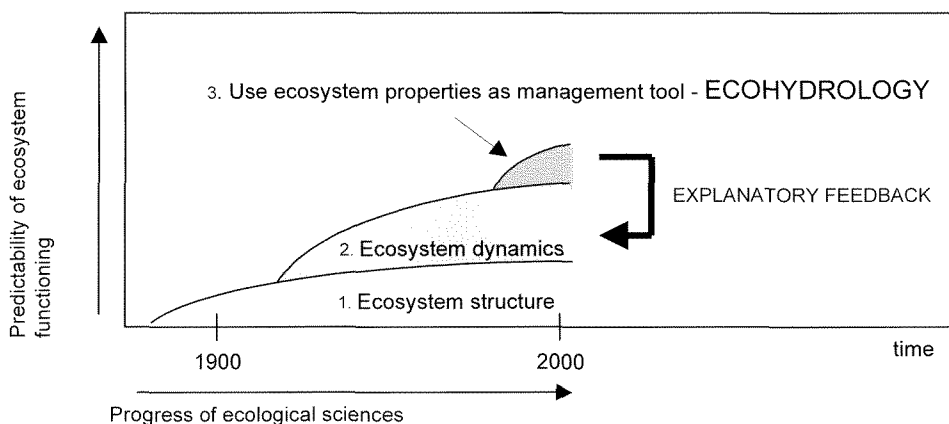 3. Use ecosystem properties as management tool - ECOHYDROLOGY
EXPLANATORY FEEDBACK
2. Ecosystem dynamics
1. Ecosystem structure
Predictability of ecosystem
functioning
1900
2000
time
Progress of ecological sciences